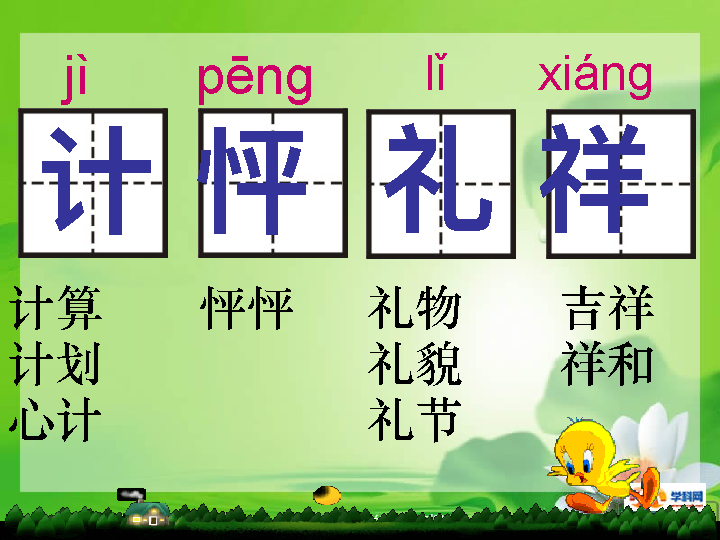 jì pēng lǐ xiáng
计 怦 礼 祥
计算 怦怦 礼物 吉祥
计划 礼貌 祥和
心计 礼节
学科网